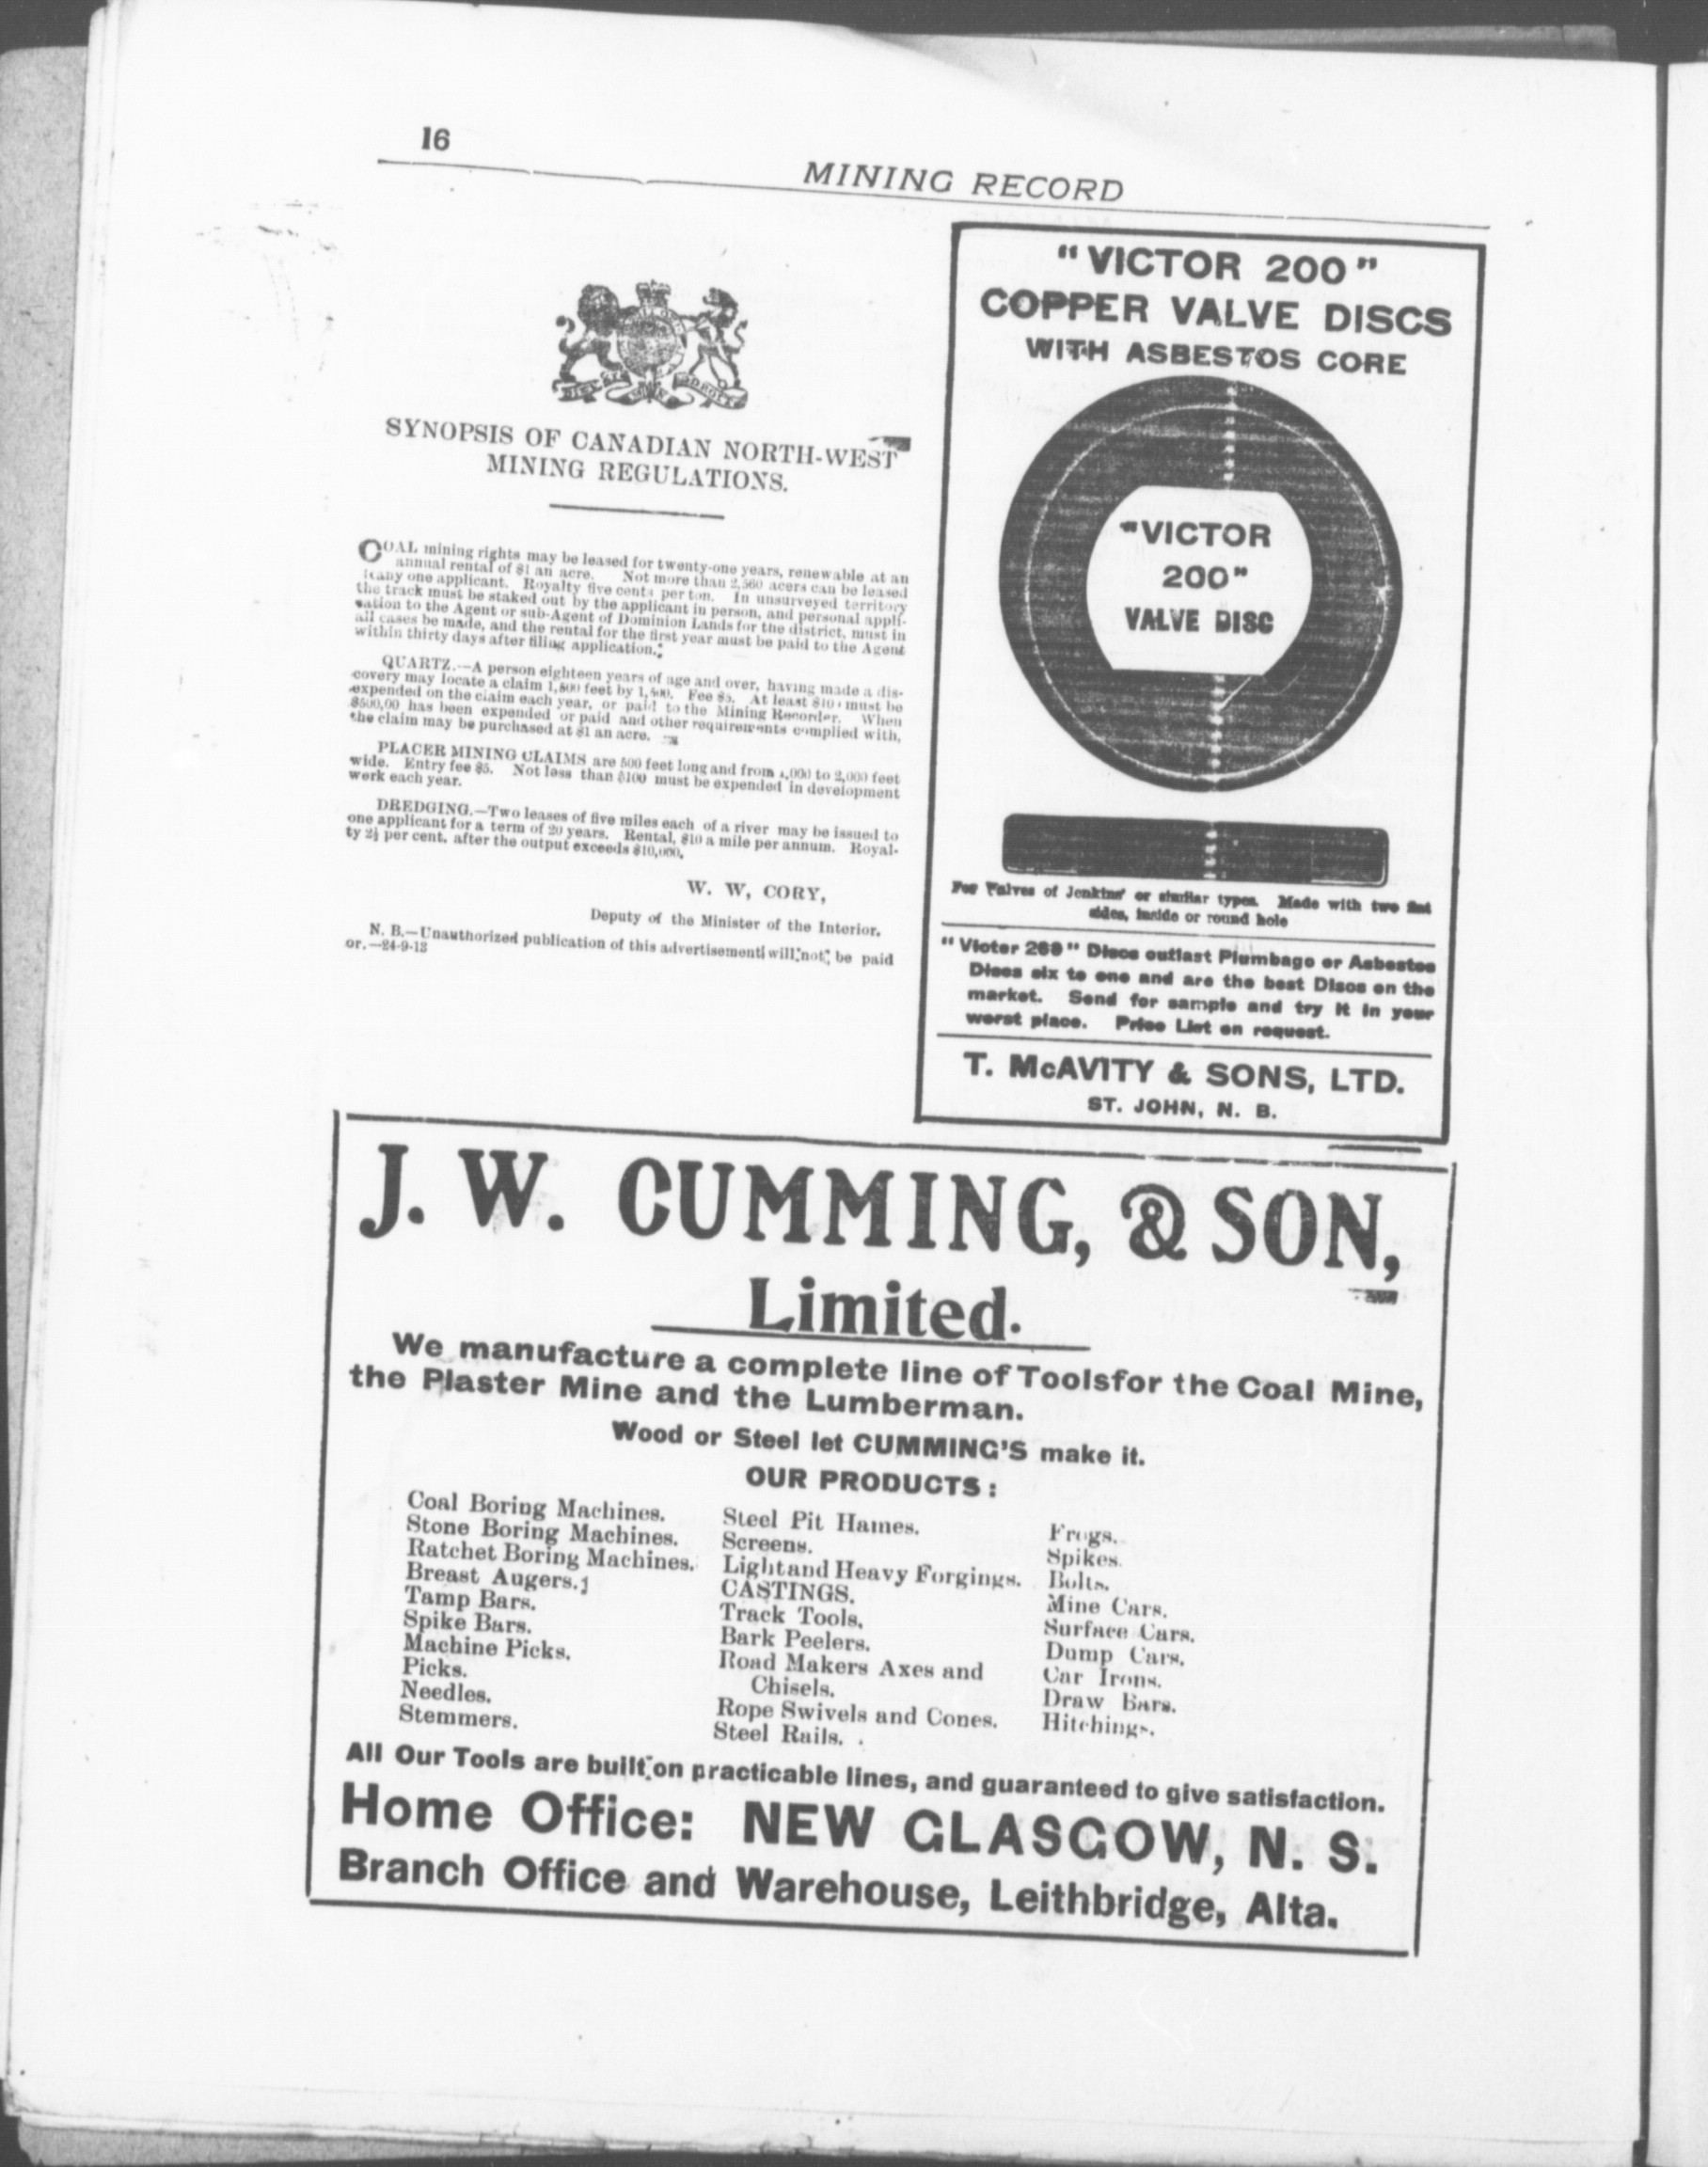 16
MINING RECORD
SYNOPSIS OF CANADIAN NORTH-WEST
MINING REGULATIONS.
COAL mining rights may be leased for twenty-one years, renewable at an
annual rental of $1 an acre. Not more than 2,560 acers can be leased
any one applicant. Royalty five cents per ton. In unsurveyed territory
the track must be staked out by the applicant in person, and personal appli-
cation to the Agent or sub-Agent of Dominion Lands for the district, must in
all cases be made, and the rental for the first year must be paid to the Agent
within thirty days after filing application.
QUARTZ.—A person eighteen years of age and over, having made a dis-
covery may locate a claim feet by Fee $5. At least must be
expended on the claim each year, or paid to the Mining Recorder. When
$500,00 has been expended or paid and other requirements complied with,
the claim may be purchased at $1 an acre.
PLACER MINING CLAIMS are 500 feet long and from to 2,000 feet
wide. Entry fee $5. Not less than $100 must be expended in development
werk each year.
DREDGING.—Two leases of five miles each of a river may be issued to
one applicant for a term of 20 years. Rental, $10 a mile per annum. Royal-
ty 2½ per cent, after the output exceeds $10,000.
W. W, CORY,
Deputy of the Minister of the Interior.
N. B.—Unauthorized publication of this advertisement will not be paid
or.—24-9-13
"VICTOR 200"
COPPER VALVE DISCS
WITH ASBESTOS CORE
"VICTOR
200"
VALVE DISC
For Valves of Jenkins' or similar types. Made with two flat
sides, inside or round hole
"Victor 200" Discs outlast Plumbago or Asbestos
Discs six to one and are the best Discs on the
market. Send for sample and try it in your
worst place. Price List on request.
T. McAVITY & SONS, LTD.
ST. JOHN, N. B.
J. W. CUMMING, & SON,
Limited.
We manufacture a complete line of Toolsfor the Coal Mine,
the Plaster Mine and the Lumberman.
Wood or Steel let CUMMING'S make it.
OUR PRODUCTS:
Coal Boring Machines.
Stone Boring Machines.
Ratchet Boring Machines.
Breast Augers.
Tamp Bars.
Spike Bars.
Machine Picks.
Picks.
Needles.
Stemmers.
Steel Pit Hames.
Screens.
Light and Heavy Forgings.
CASTINGS.
Track Tools,
Bark Peelers.
Road Makers Axes and
Chisels.
Rope Swivels and Cones.
Steel Rails.
Frogs.
Spikes.
Bolts.
Mine Cars.
Surface Cars.
Dump Cars.
Car Irons.
Draw Bars.
Hitchings.
All Our Tools are built on practicable lines, and guaranteed to give satisfaction.
Home Office: NEW GLASGOW, N. S.
Branch Office and Warehouse, Leithbridge, Alta.